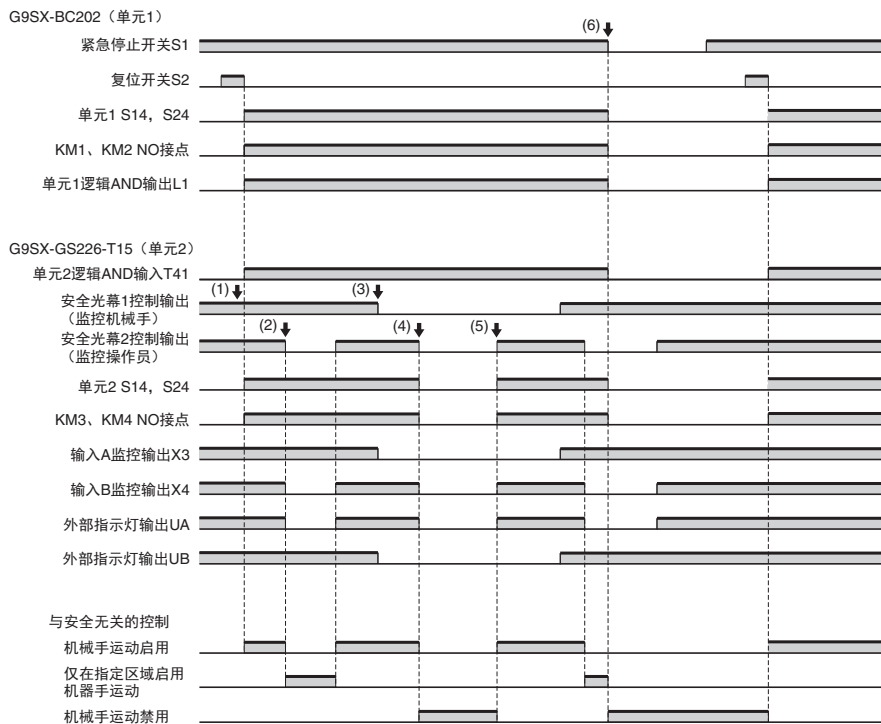 G9SX-BC202（单元1）
(6)
紧急停止开关S1
复位开关S2
单元1 S14，S24
KM1、KM2 NO接点
单元1逻辑AND输出L1
G9SX-GS226-T15（单元2）
单元2逻辑AND输入T41
(1)
(3)
安全光幕1控制输出
（监控机械手）
(2)
(4)
(5)
安全光幕2控制输出
（监控操作员）
单元2 S14，S24
KM3、KM4 NO接点
输入A监控输出X3
输入B监控输出X4
外部指示灯输出UA
外部指示灯输出UB
与安全无关的控制
机械手运动启用
仅在指定区域启用
机器手运动
机械手运动禁用